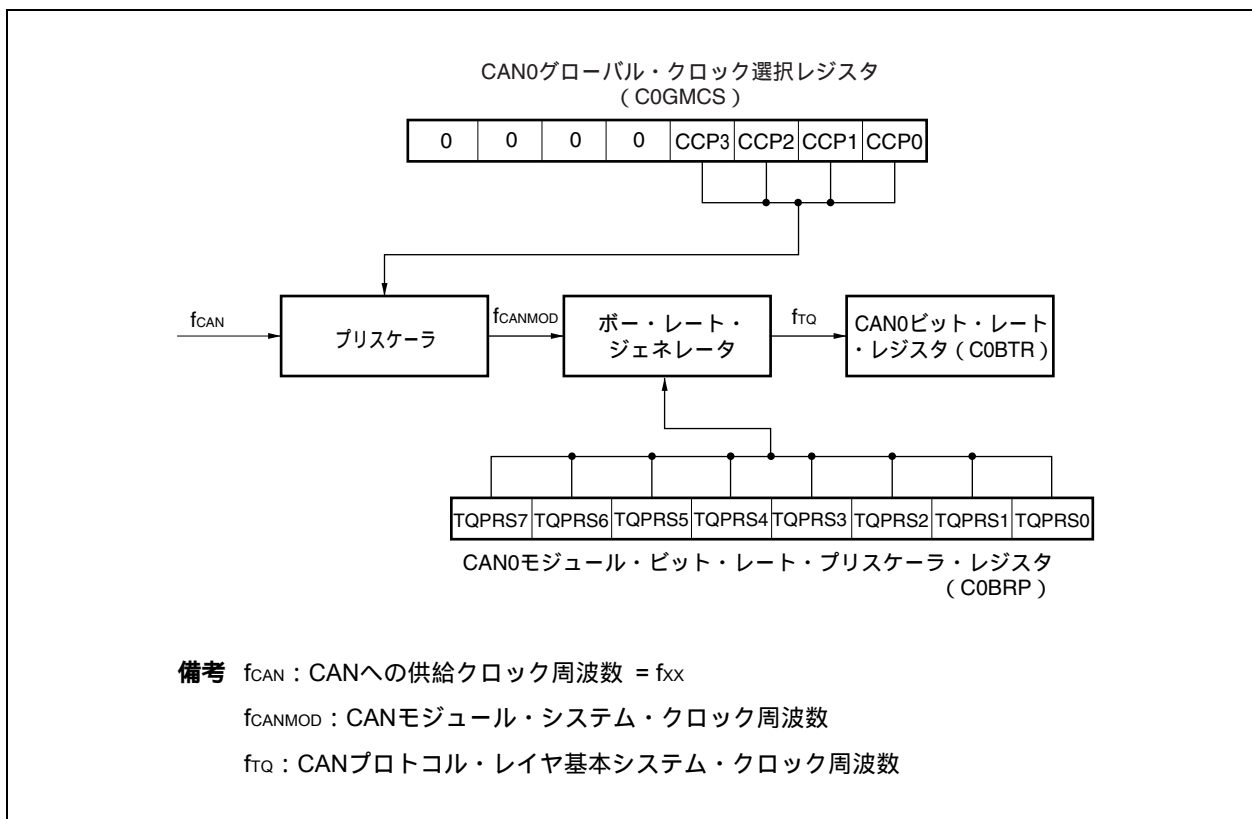 CAN0グローバル・クロック選択レジスタ
（C0GMCS）
0 0 0 0 CCP3 CCP2 CCP1 CCP0
fCAN
プリスケーラ
fCANMOD
ボー・レート・
ジェネレータ
fTQ
CAN0ビット・レート
・レジスタ（C0BTR）
TQPRS7 TQPRS6 TQPRS5 TQPRS4 TQPRS3 TQPRS2 TQPRS1 TQPRS0
CAN0モジュール・ビット・レート・プリスケーラ・レジスタ
（C0BRP）
備考 fCAN：CANへの供給クロック周波数 = fXX
fCANMOD：CANモジュール・システム・クロック周波数
fTQ：CANプロトコル・レイヤ基本システム・クロック周波数